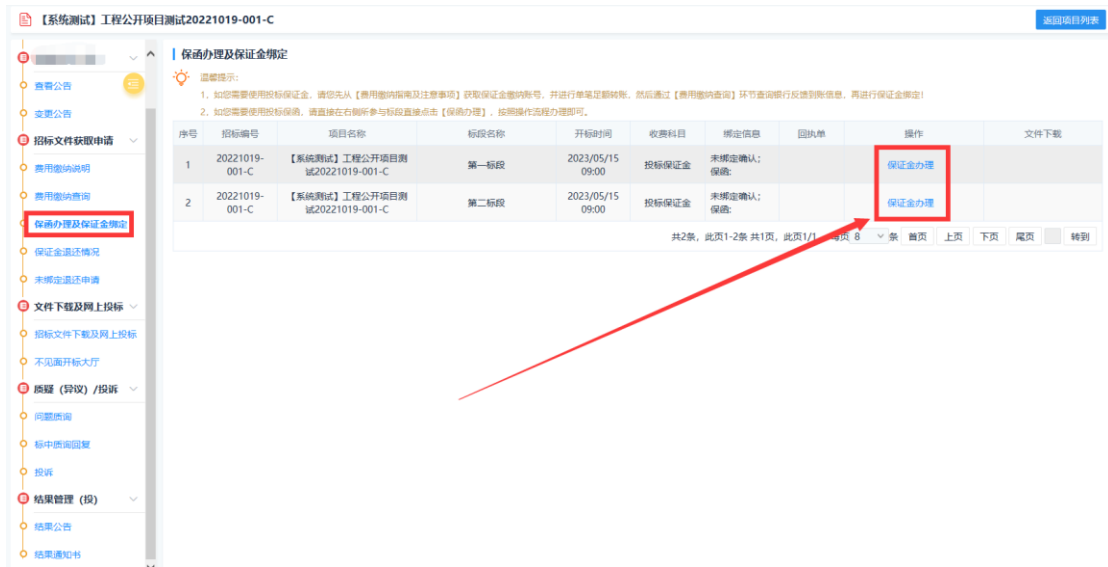 【系统测试】工程公开项目测试20221019-001-C
返回项目列表
查看公告
变更公告
招标文件获取申请
费用缴纳说明
费用缴纳查询
保函办理及保证金绑定
保证金退还情况
未绑定退还申请
文件下载及网上投标
招标文件下载及网上投标
不见面开标大厅
质疑（异议）/投诉
问题质询
标中质询回复
投诉
结果管理（投）
结果公告
结果通知书
保函办理及保证金绑定
温馨提示:
1、如您需要使用投标保证金，请您先从【费用缴纳指南及注意事项】获取保证金缴纳账号，并进行单笔足额转账，然后通过【费用缴纳查询】环节查询银行反馈到账信息，再进行保证金绑定!
2、如您需要使用投标保函，请直接在右侧所参与标段直接点击【保函办理】，按照操作流程办理即可。
序号 招标编号 项目名称 标段名称 开标时间 收费科目 绑定信息 回执单 操作 文件下载
1 20221019-001-C 【系统测试】工程公开项目测试20221019-001-C 第一标段 2023/05/15 09:00 投标保证金 未绑定确认; 保函: 保证金办理
2 20221019-001-C 【系统测试】工程公开项目测试20221019-001-C 第二标段 2023/05/15 09:00 投标保证金 未绑定确认; 保函: 保证金办理
共2条，此页1-2条 共1页，此页1/1 每页 8 条 首页 上页 下页 尾页 转到